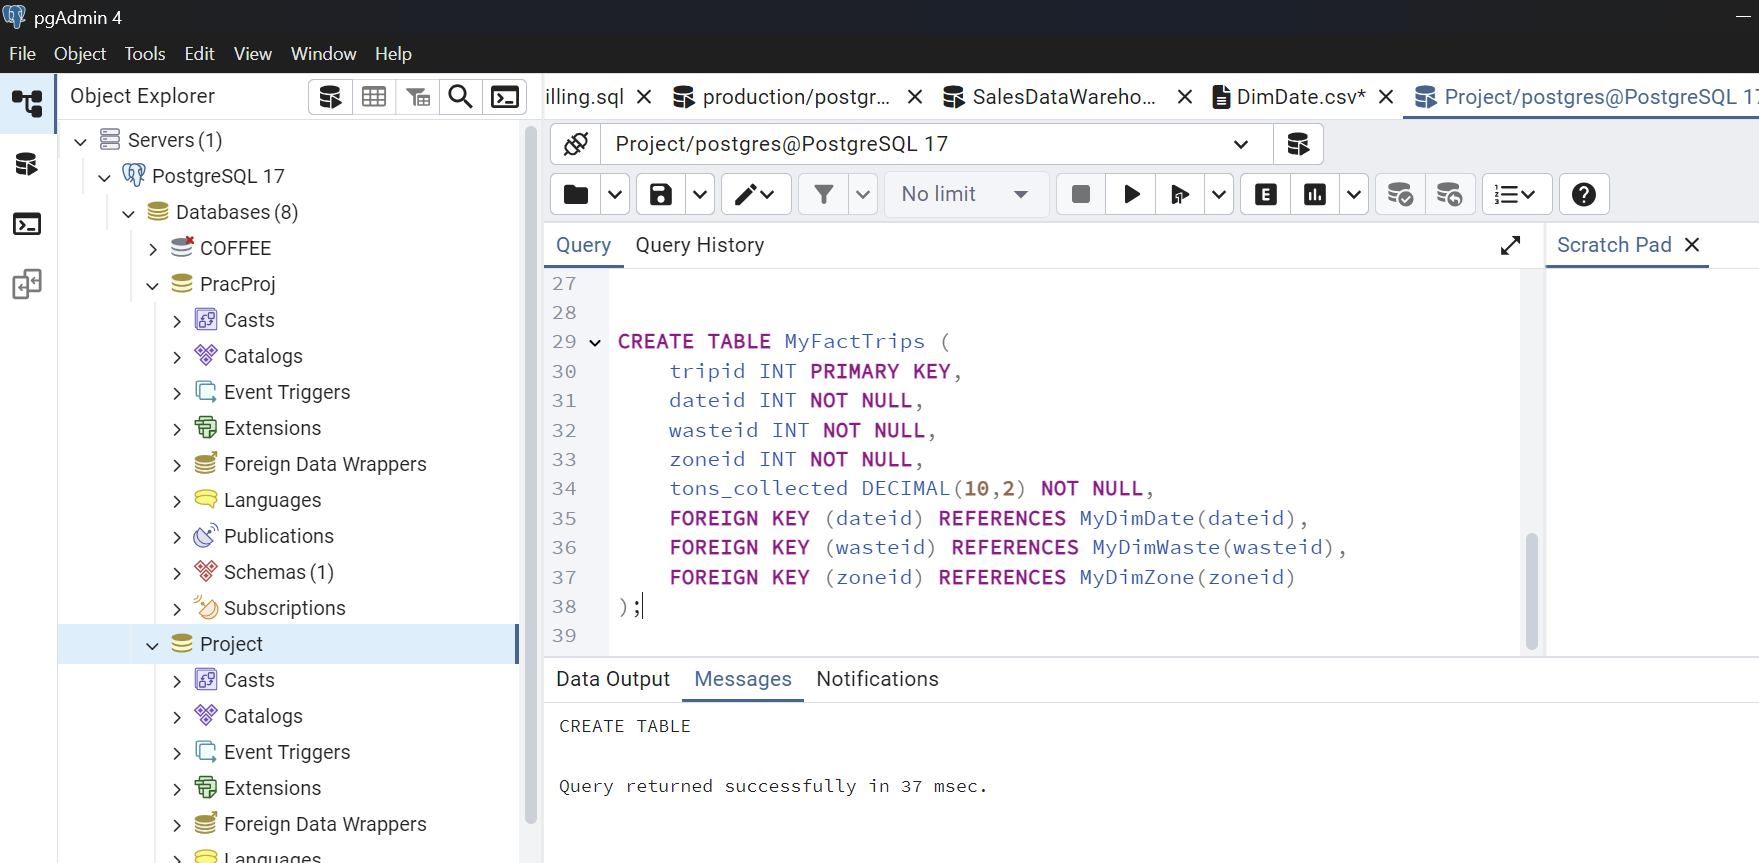 pgAdmin 4
File Object Tools Edit View Window Help
Object Explorer
Servers (1)
PostgreSQL 17
Databases (8)
COFFEE
PracProj
Casts
Catalogs
Event Triggers
Extensions
Foreign Data Wrappers
Languages
Publications
Schemas (1)
Subscriptions
Project
Casts
Catalogs
Event Triggers
Extensions
Foreign Data Wrappers
Languages
illing.sql production/postgr... SalesDataWareho... DimDate.csv* Project/postgres@PostgreSQL 17
Project/postgres@PostgreSQL 17
No limit E
Query Query History Scratch Pad
27
28
29 CREATE TABLE MyFactTrips (
30 tripid INT PRIMARY KEY,
31 dateid INT NOT NULL,
32 wasteid INT NOT NULL,
33 zoneid INT NOT NULL,
34 tons_collected DECIMAL(10,2) NOT NULL,
35 FOREIGN KEY (dateid) REFERENCES MyDimDate(dateid),
36 FOREIGN KEY (wasteid) REFERENCES MyDimWaste(wasteid),
37 FOREIGN KEY (zoneid) REFERENCES MyDimZone(zoneid)
38 );
39
Data Output Messages Notifications
CREATE TABLE
Query returned successfully in 37 msec.